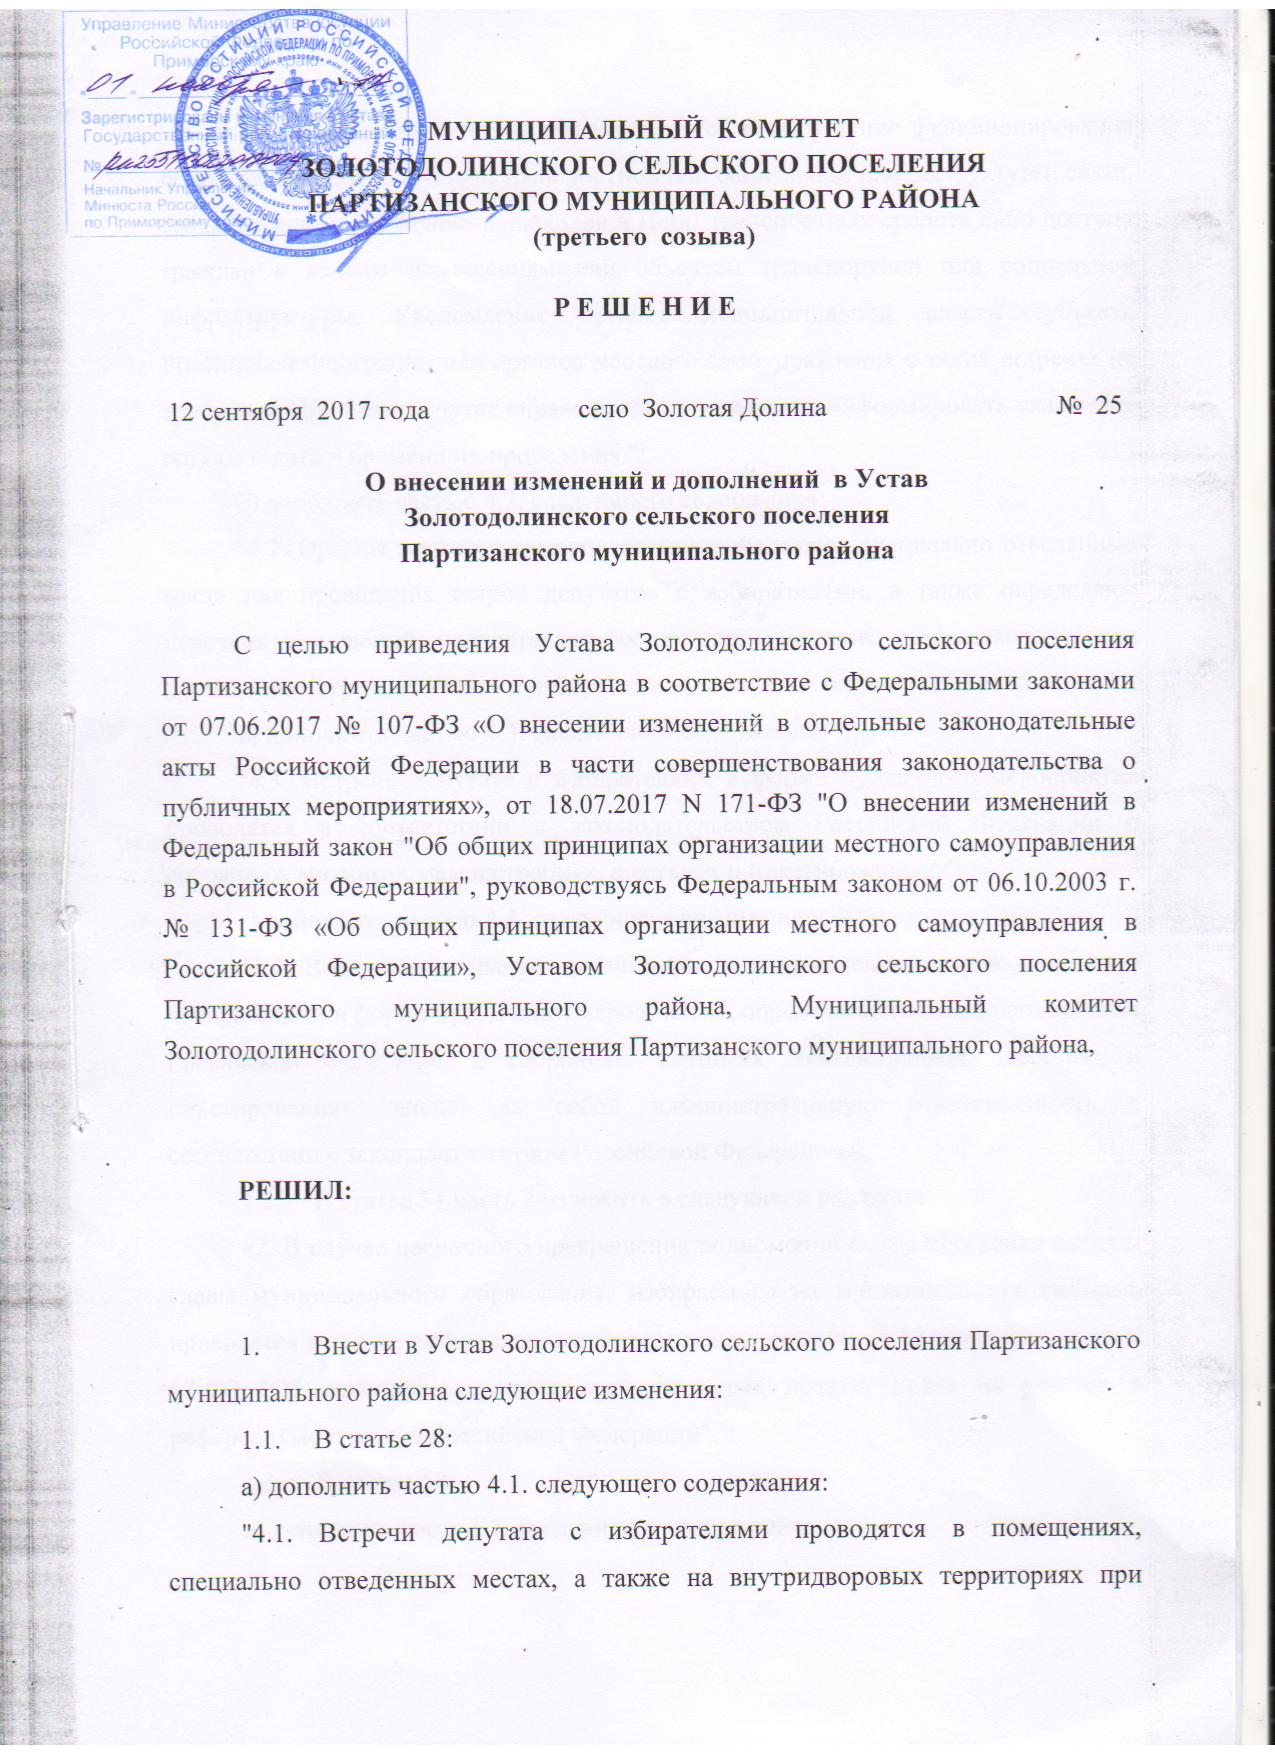 Управление Министерства юстиции
Российской Федерации по
Приморскому краю
01 ноября
Зарегистрированы
Государственный
№
Начальник Управления
Минюста России
по Приморскому
МУНИЦИПАЛЬНЫЙ КОМИТЕТ
ЗОЛОТОДОЛИНСКОГО СЕЛЬСКОГО ПОСЕЛЕНИЯ
ПАРТИЗАНСКОГО МУНИЦИПАЛЬНОГО РАЙОНА
(третьего созыва)
Р Е Ш Е Н И Е
12 сентября 2017 года село Золотая Долина № 25
О внесении изменений и дополнений в Устав
Золотодолинского сельского поселения
Партизанского муниципального района
С целью приведения Устава Золотодолинского сельского поселения
Партизанского муниципального района в соответствие с Федеральными законами
от 07.06.2017 № 107-ФЗ «О внесении изменений в отдельные законодательные
акты Российской Федерации в части совершенствования законодательства о
публичных мероприятиях», от 18.07.2017 N 171-ФЗ "О внесении изменений в
Федеральный закон "Об общих принципах организации местного самоуправления
в Российской Федерации", руководствуясь Федеральным законом от 06.10.2003 г.
№ 131-ФЗ «Об общих принципах организации местного самоуправления в
Российской Федерации», Уставом Золотодолинского сельского поселения
Партизанского муниципального района, Муниципальный комитет
Золотодолинского сельского поселения Партизанского муниципального района,
РЕШИЛ:
1. Внести в Устав Золотодолинского сельского поселения Партизанского
муниципального района следующие изменения:
1.1. В статье 28:
а) дополнить частью 4.1. следующего содержания:
"4.1. Встречи депутата с избирателями проводятся в помещениях,
специально отведенных местах, а также на внутридворовых территориях при